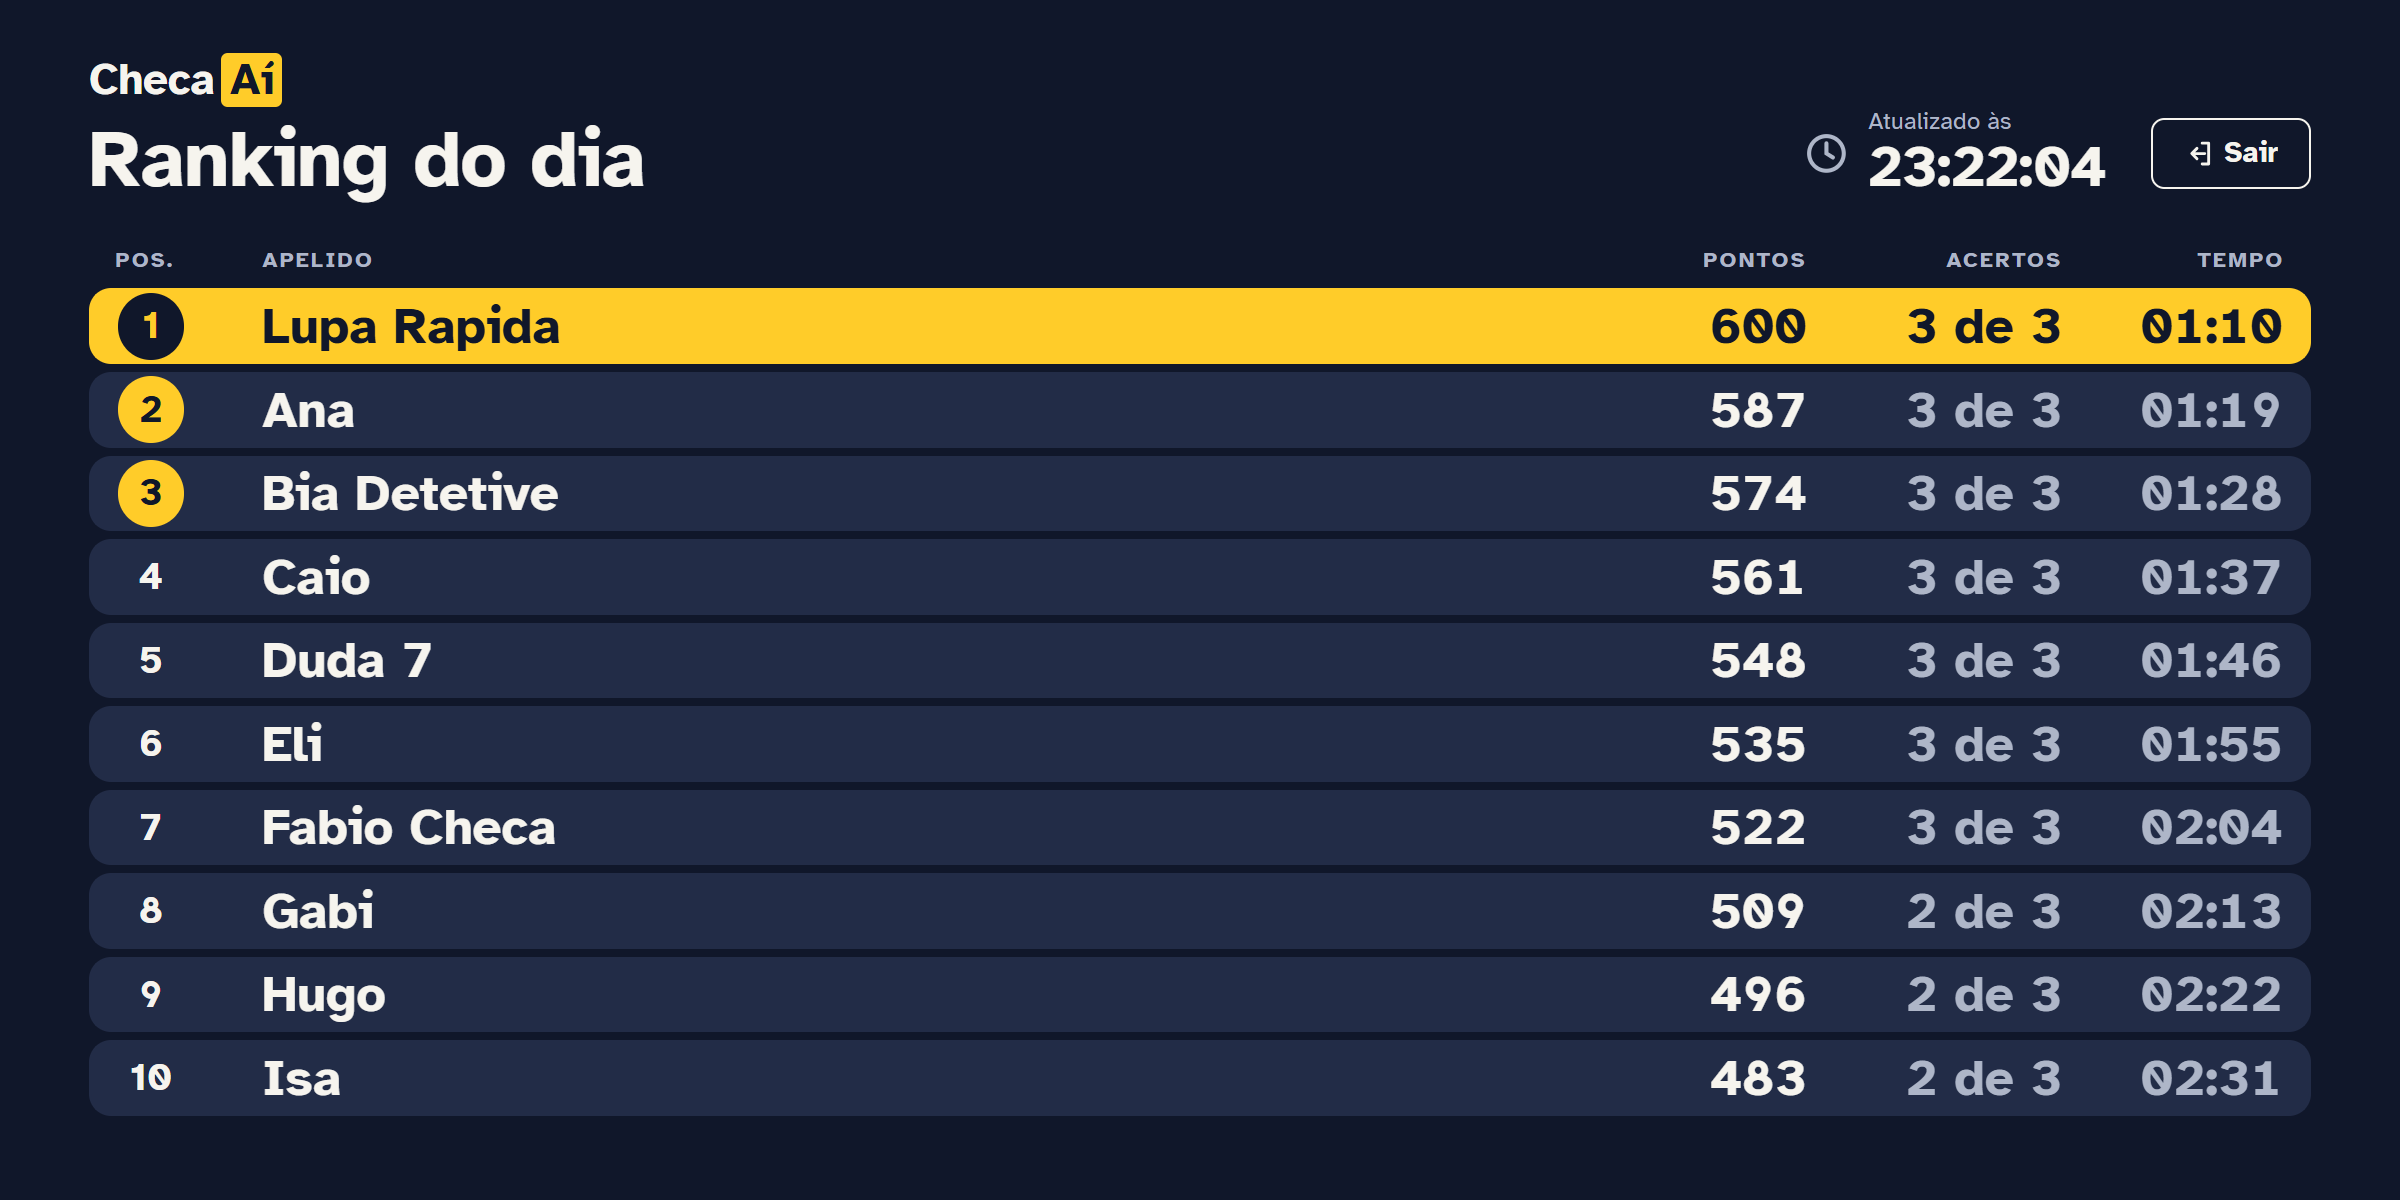 Checa Aí
Ranking do dia
Atualizado às
23:22:04
Sair
POS. APELIDO PONTOS ACERTOS TEMPO
1 Lupa Rapida 600 3 de 3 01:10
2 Ana 587 3 de 3 01:19
3 Bia Detetive 574 3 de 3 01:28
4 Caio 561 3 de 3 01:37
5 Duda 7 548 3 de 3 01:46
6 Eli 535 3 de 3 01:55
7 Fabio Checa 522 3 de 3 02:04
8 Gabi 509 2 de 3 02:13
9 Hugo 496 2 de 3 02:22
10 Isa 483 2 de 3 02:31